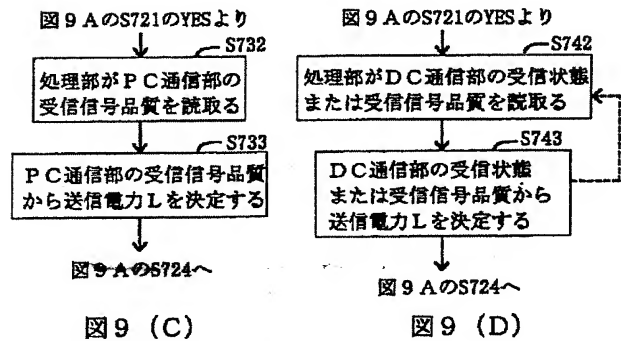 図9AのS721のYESより
S732
処理部がPC通信部の
受信信号品質を読取る
S733
PC通信部の受信信号品質
から送信電力Lを決定する
図9AのS724へ
図9(C)
図9AのS721のYESより
S742
処理部がDC通信部の受信状態
または受信信号品質を読取る
S743
DC通信部の受信状態
または受信信号品質から
送信電力Lを決定する
図9AのS724へ
図9(D)